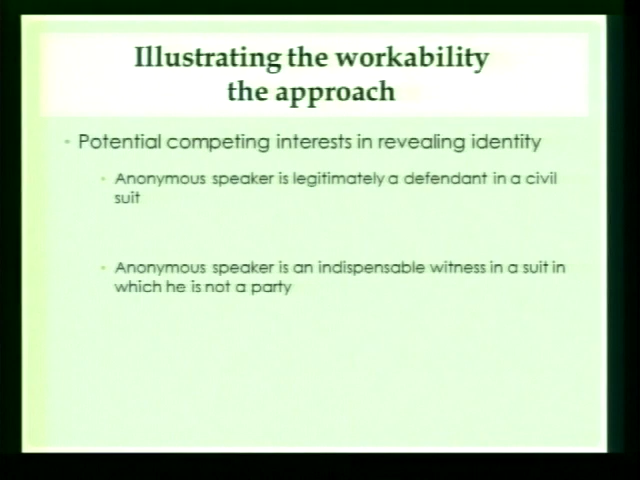 Illustrating the workability
the approach
Potential competing interests in revealing identity
Anonymous speaker is legitimately a defendant in a civil
suit
Anonymous speaker is an indispensable witness in a suit in
which he is not a party